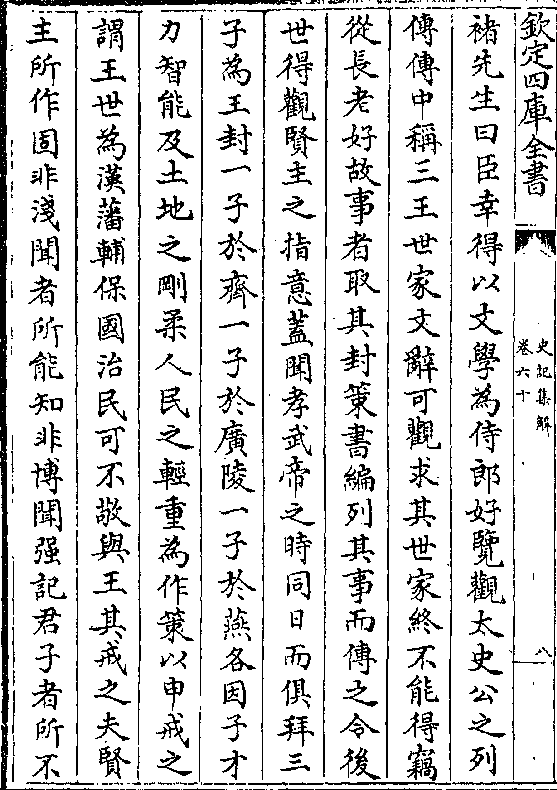 欽定四庫全書
史記集解
卷六十
八
褚先生曰臣幸得以文學為侍郎好覽觀太史公之列
傳傳中稱三王世家文辭可觀求其世家終不能得竊
從長老好故事者取其封策書編列其事而傳之令後
世得觀賢主之指意蓋聞孝武帝之時同日而俱拜三
子為王封一子於齊一子於廣陵一子於燕各因子才
力智能及土地之剛柔人民之輕重為作策以申戒之
謂王世為漢藩輔保國治民可不敬與王其戒之夫賢
主所作固非淺聞者所能知非博聞强記君子者所不